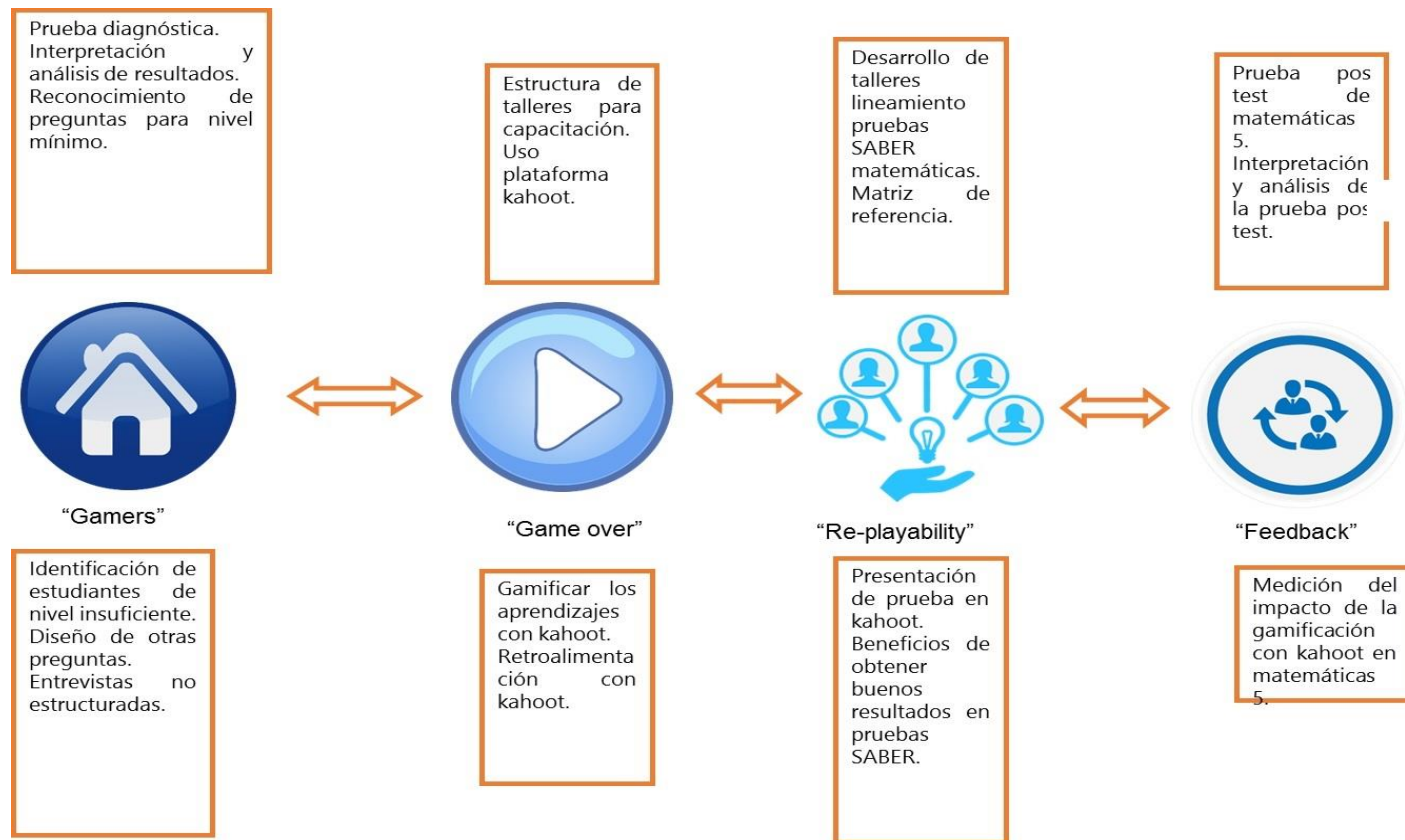 Prueba diagnóstica.
Interpretación y
análisis de resultados.
Reconocimiento de
preguntas para nivel
mínimo.
Estructura de
talleres para
capacitación.
Uso
plataforma
kahoot.
Desarrollo de
talleres
lineamiento
pruebas
SABER
matemáticas.
Matriz de
referencia.
Prueba pos
test de
matemáticas
5.
Interpretación
y análisis de
la prueba pos
test.
“Gamers”
“Game over”
“Re-playability”
“Feedback”
Identificación de
estudiantes de
nivel insuficiente.
Diseño de otras
preguntas.
Entrevistas no
estructuradas.
Gamificar los
aprendizajes
con kahoot.
Retroalimenta
ción con
kahoot.
Presentación
de prueba en
kahoot.
Beneficios de
obtener
buenos
resultados en
pruebas
SABER.
Medición del
impacto de la
gamificación
con kahoot en
matemáticas
5.